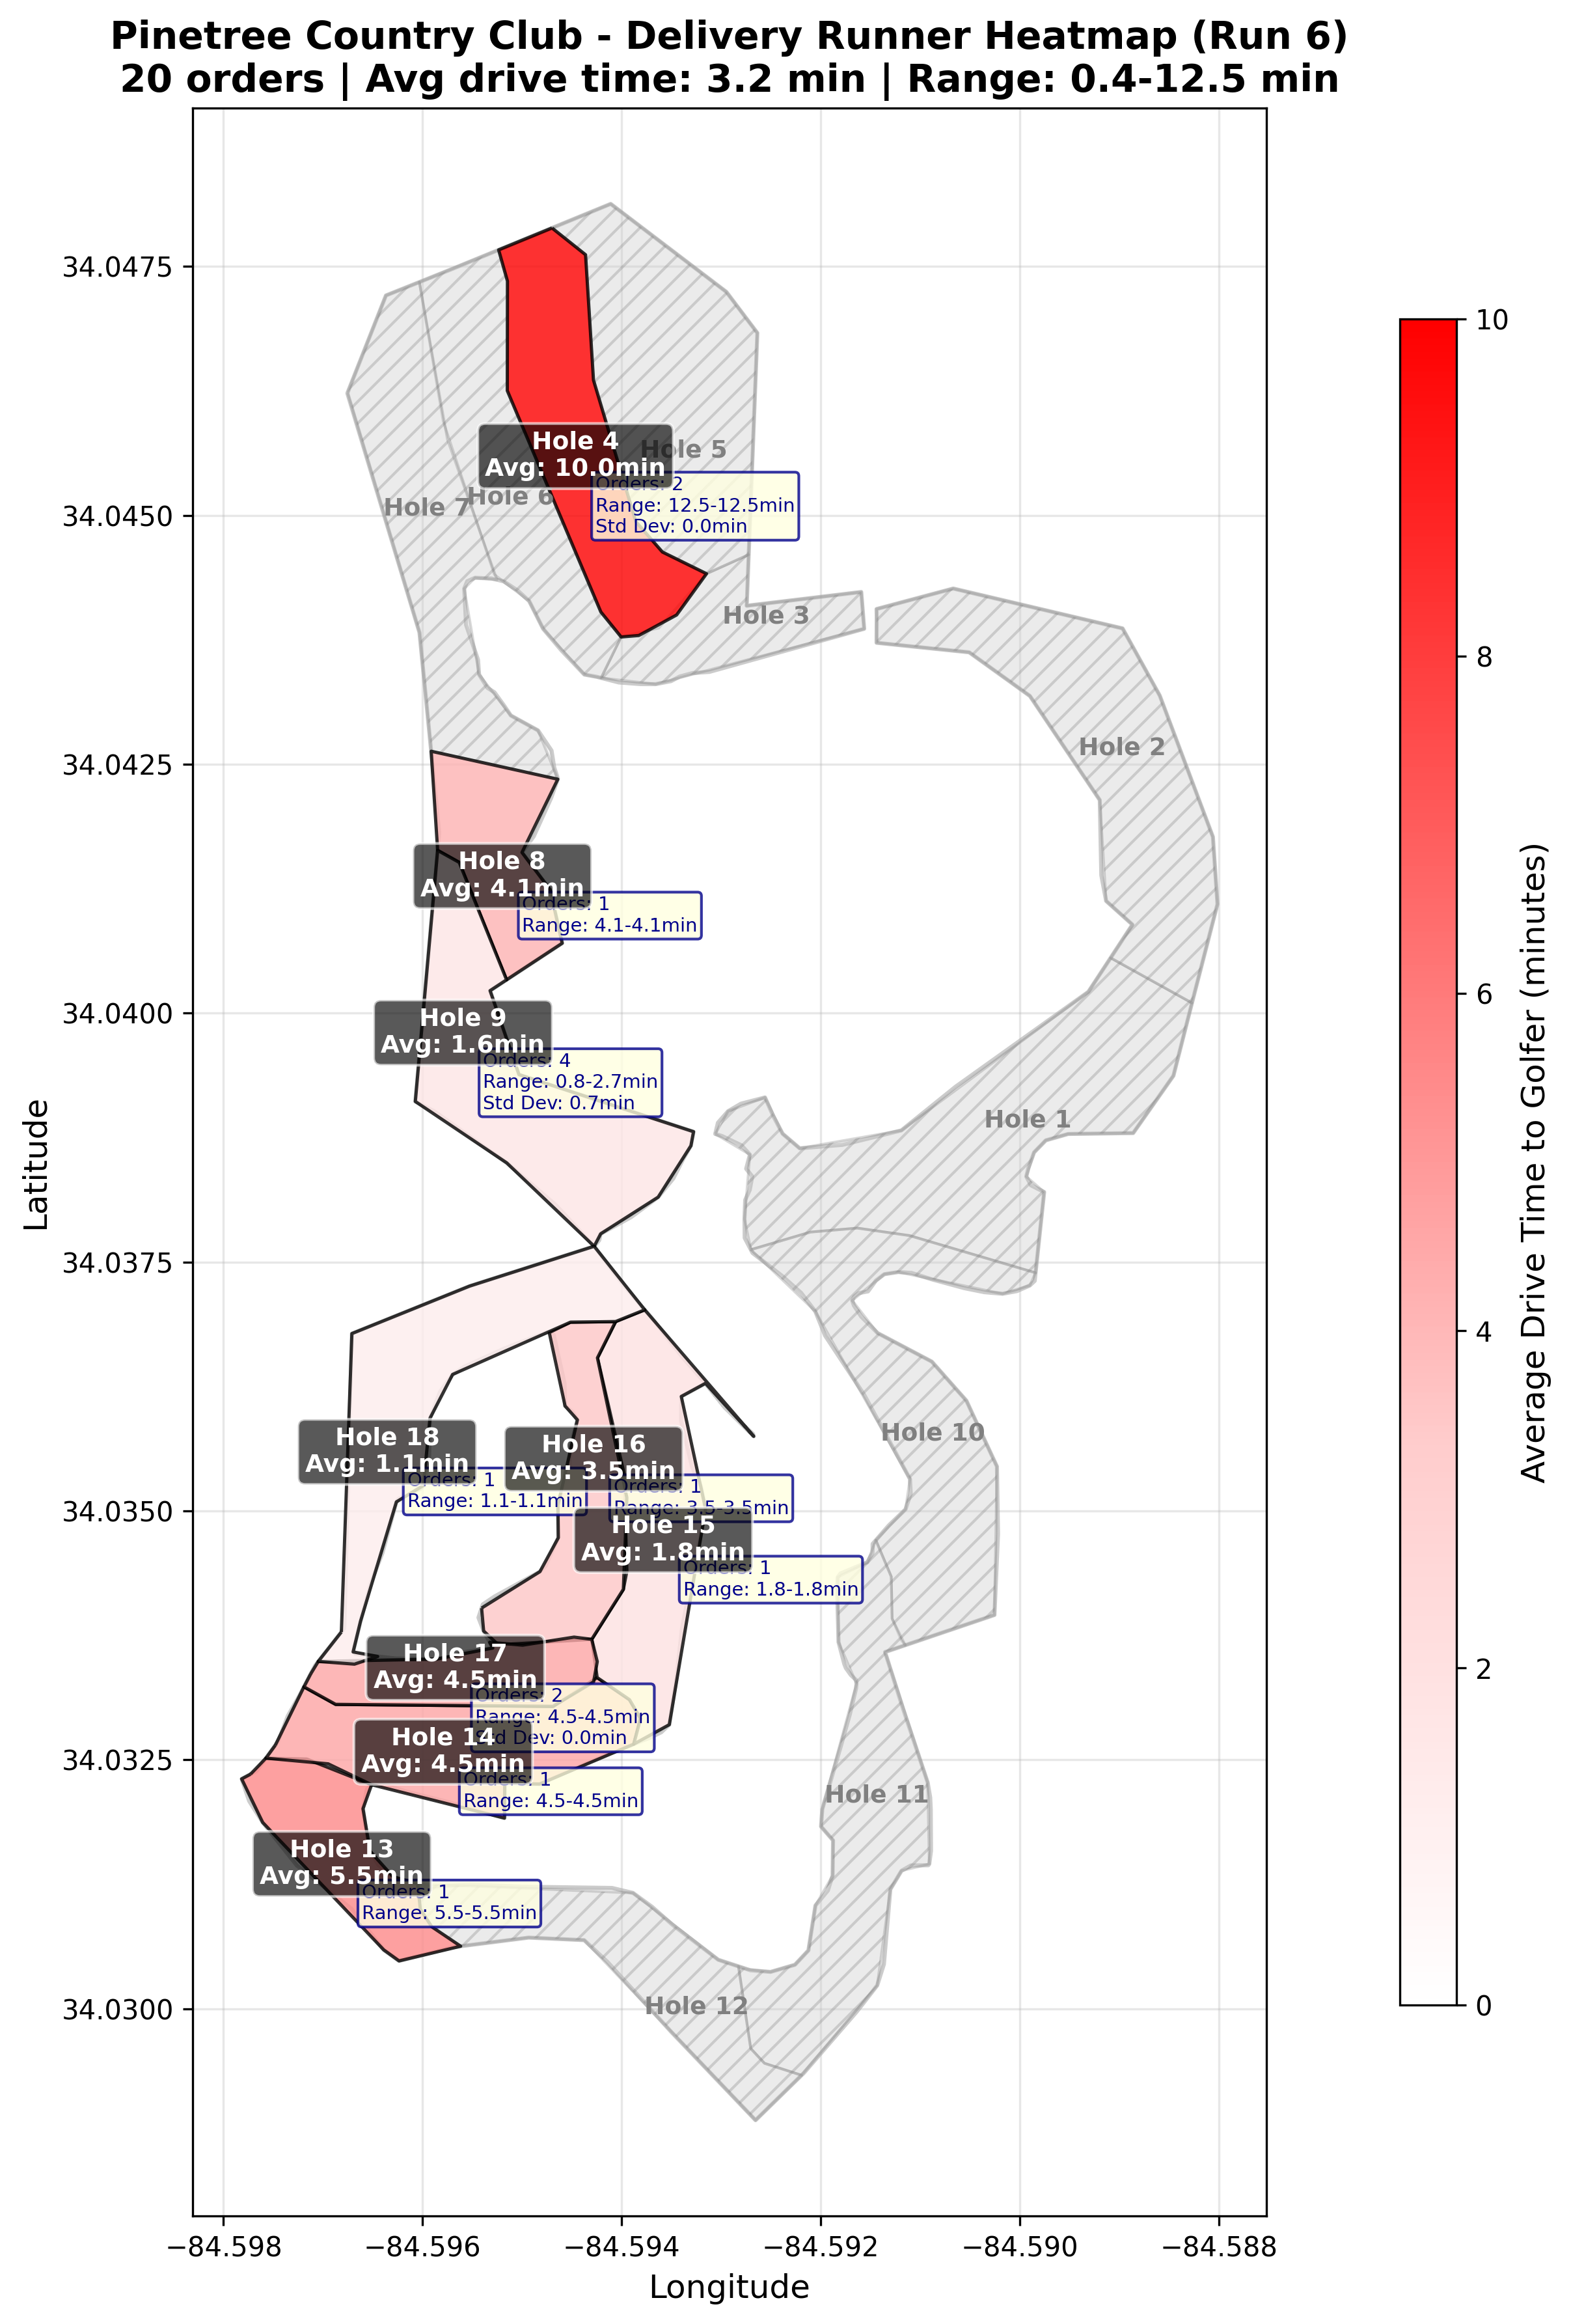 Pinetree Country Club - Delivery Runner Heatmap (Run 6)
20 orders | Avg drive time: 3.2 min | Range: 0.4-12.5 min
Latitude
34.0475
34.0450
34.0425
34.0400
34.0375
34.0350
34.0325
34.0300
Hole 4
Avg: 10.0min
Orders: 2
Range: 12.5-12.5min
Std Dev: 0.0min
Hole 5
Hole 6
Hole 7
Hole 3
Hole 2
Hole 8
Avg: 4.1min
Orders: 1
Range: 4.1-4.1min
Hole 9
Avg: 1.6min
Orders: 4
Range: 0.8-2.7min
Std Dev: 0.7min
Hole 1
Hole 10
Hole 18
Avg: 1.1min
Orders: 1
Range: 1.1-1.1min
Hole 16
Avg: 3.5min
Orders: 1
Range: 3.5-3.5min
Hole 15
Avg: 1.8min
Orders: 1
Range: 1.8-1.8min
Hole 17
Avg: 4.5min
Orders: 2
Range: 4.5-4.5min
Std Dev: 0.0min
Hole 14
Avg: 4.5min
Orders: 1
Range: 4.5-4.5min
Hole 11
Hole 13
Avg: 5.5min
Orders: 1
Range: 5.5-5.5min
Hole 12
−84.598
−84.596
−84.594
−84.592
−84.590
−84.588
Longitude
10
8
6
4
2
0
Average Drive Time to Golfer (minutes)